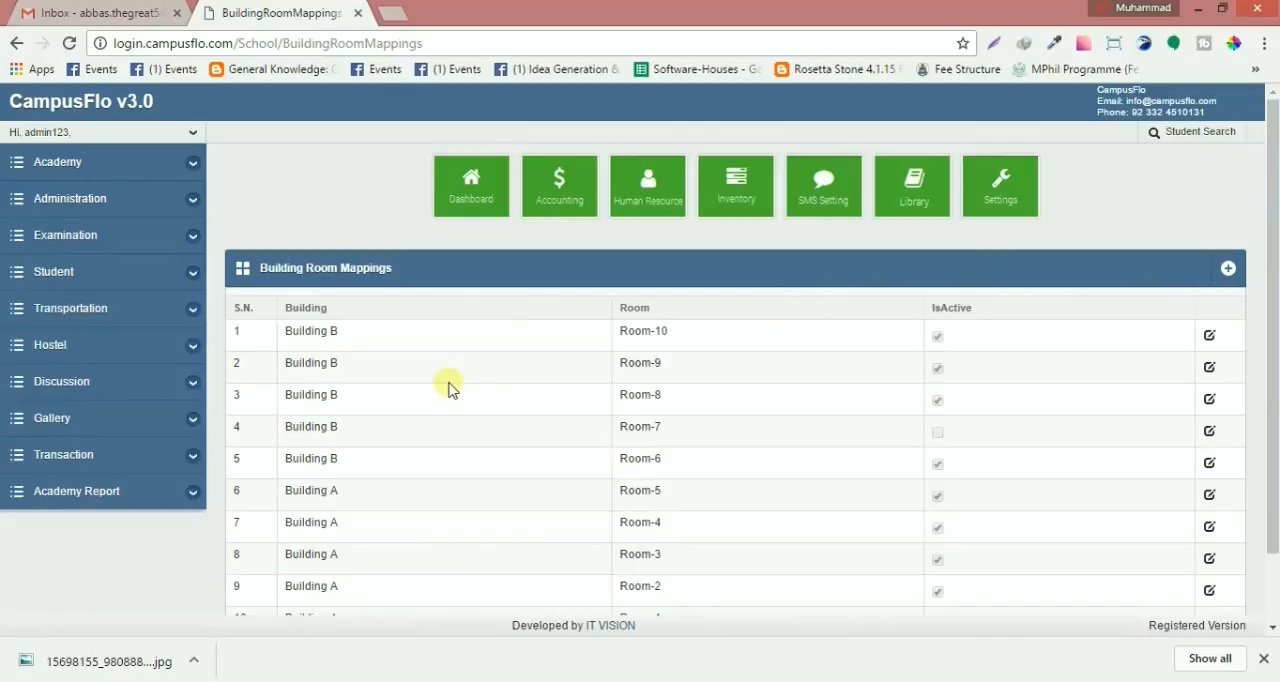 Inbox - abbas.thegreat5
BuildingRoomMappings
Muhammad
login.campusflo.com/School/BuildingRoomMappings
Apps
Events
(1) Events
General Knowledge:
Events
(1) Events
(1) Idea Generation &
Software-Houses - Go
Rosetta Stone 4.1.15
Fee Structure
MPhil Programme (Fe
»
CampusFlo v3.0
CampusFlo
Email: info@campusflo.com
Phone: 92 332 4510131
Hi, admin123,
Student Search
Academy
Administration
Examination
Student
Transportation
Hostel
Discussion
Gallery
Transaction
Academy Report
Dashboard
Accounting
Human Resource
Inventory
SMS Setting
Library
Settings
Building Room Mappings
S.N. Building Room IsActive
1 Building B Room-10
2 Building B Room-9
3 Building B Room-8
4 Building B Room-7
5 Building B Room-6
6 Building A Room-5
7 Building A Room-4
8 Building A Room-3
9 Building A Room-2
Developed by IT VISION
Registered Version
15698155_980888....jpg
Show all